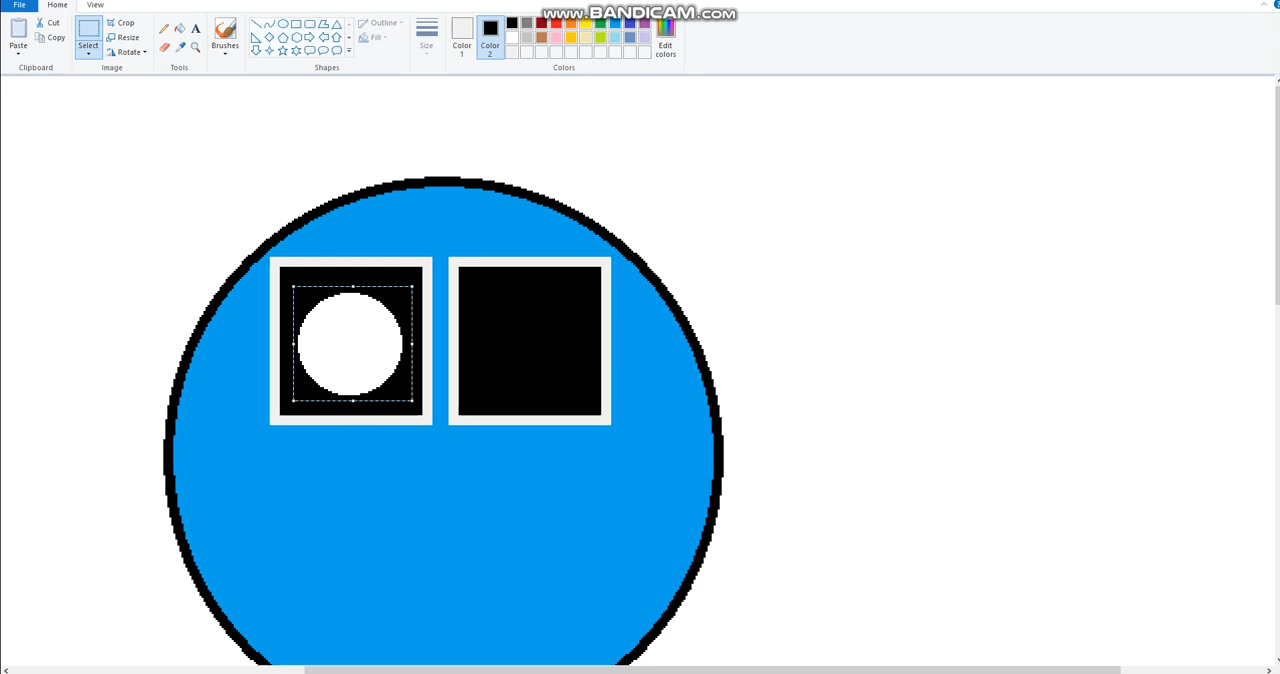 File Home View
www.BANDICAM.com
Paste
Cut
Copy
Clipboard
Select
Crop
Resize
Rotate
Image
A
Tools
Brushes
Outline
Fill
Shapes
Size
Color 1
Color 2
Edit colors
Colors